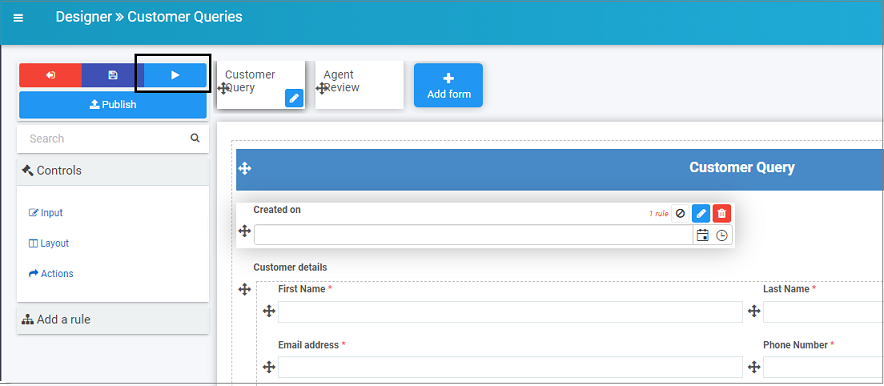 Designer » Customer Queries
Customer
Query
Agent
Review
Add form
Publish
Search
Controls
Input
Layout
Actions
Add a rule
Customer Query
Created on
1 rule
Customer details
First Name *
Last Name *
Email address *
Phone Number *